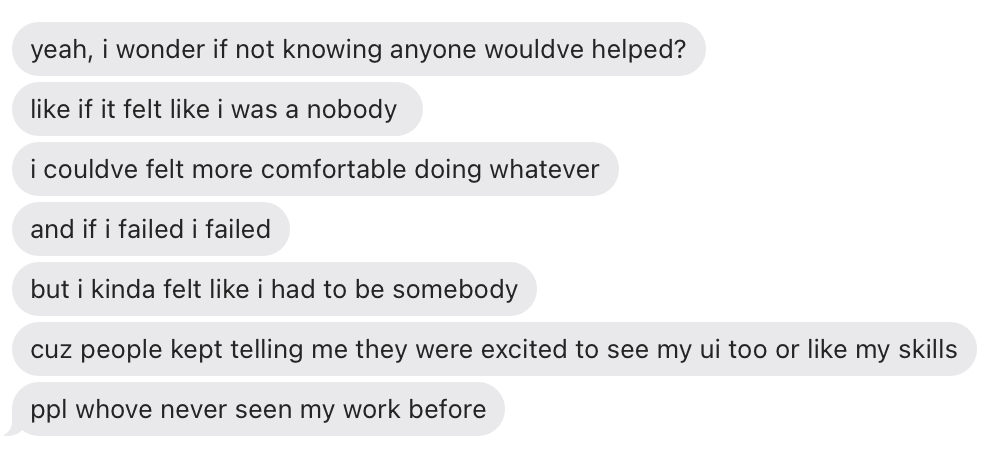 yeah, i wonder if not knowing anyone wouldve helped?
like if it felt like i was a nobody
i couldve felt more comfortable doing whatever
and if i failed i failed
but i kinda felt like i had to be somebody
cuz people kept telling me they were excited to see my ui too or like my skills
ppl whove never seen my work before